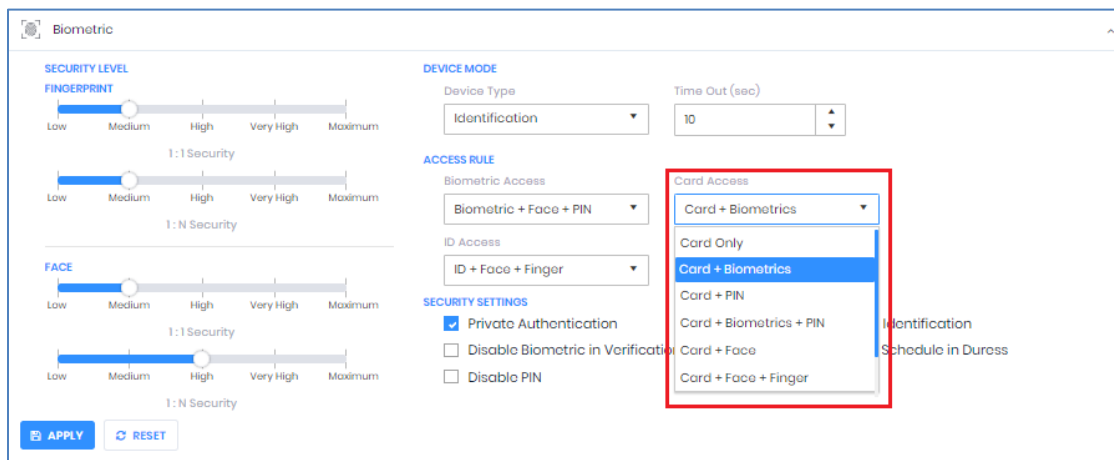 Biometric
SECURITY LEVEL
FINGERPRINT
Low Medium High Very High Maximum
1 : 1 Security
Low Medium High Very High Maximum
1 : N Security
FACE
Low Medium High Very High Maximum
1 : 1 Security
Low Medium High Very High Maximum
1 : N Security
DEVICE MODE
Device Type
Identification
Time Out (sec)
10
ACCESS RULE
Biometric Access
Biometric + Face + PIN
Card Access
Card + Biometrics
Card Only
Card + Biometrics
Card + PIN
Card + Biometrics + PIN
Card + Face
Card + Face + Finger
ID Access
ID + Face + Finger
SECURITY SETTINGS
Private Authentication
Identification
Disable Biometric in Verification
Schedule in Duress
Disable PIN
APPLY
RESET